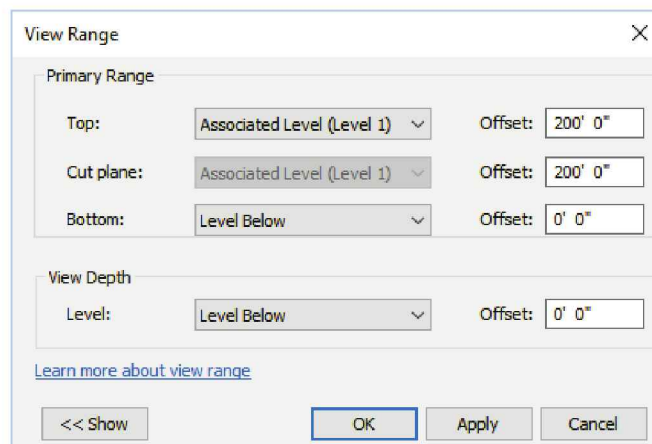 View Range
Primary Range
Top: Associated Level (Level 1) Offset: 200' 0"
Cut plane: Associated Level (Level 1) Offset: 200' 0"
Bottom: Level Below Offset: 0' 0"
View Depth
Level: Level Below Offset: 0' 0"
Learn more about view range
<< Show OK Apply Cancel